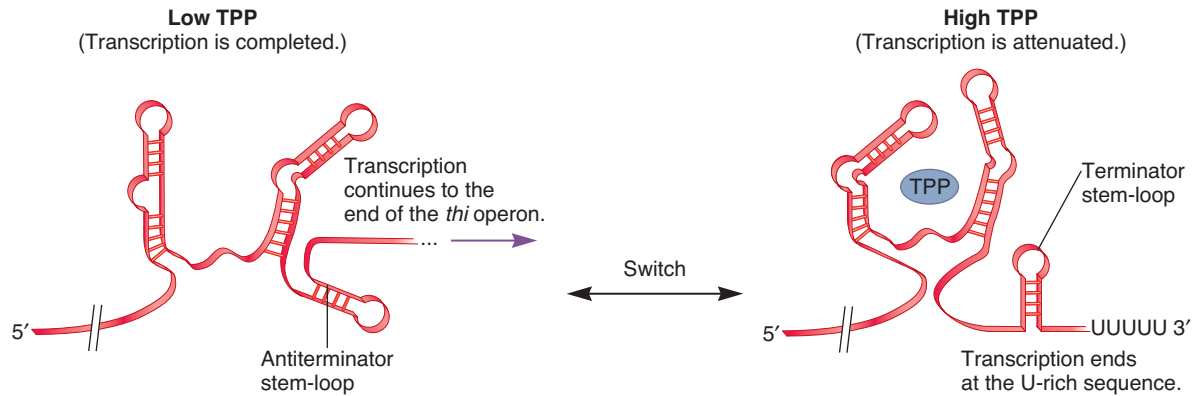 Low TPP
(Transcription is completed.)
Transcription
continues to the
end of the thi operon.
...
5′
Antiterminator
stem-loop
Switch
High TPP
(Transcription is attenuated.)
TPP
Terminator
stem-loop
5′
UUUUU 3′
Transcription ends
at the U-rich sequence.